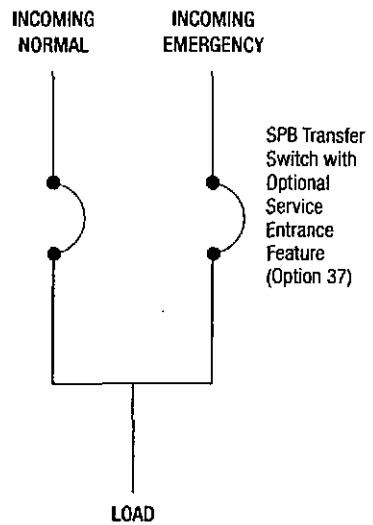 INCOMING
NORMAL
INCOMING
EMERGENCY
SPB Transfer
Switch with
Optional
Service
Entrance
Feature
(Option 37)
LOAD